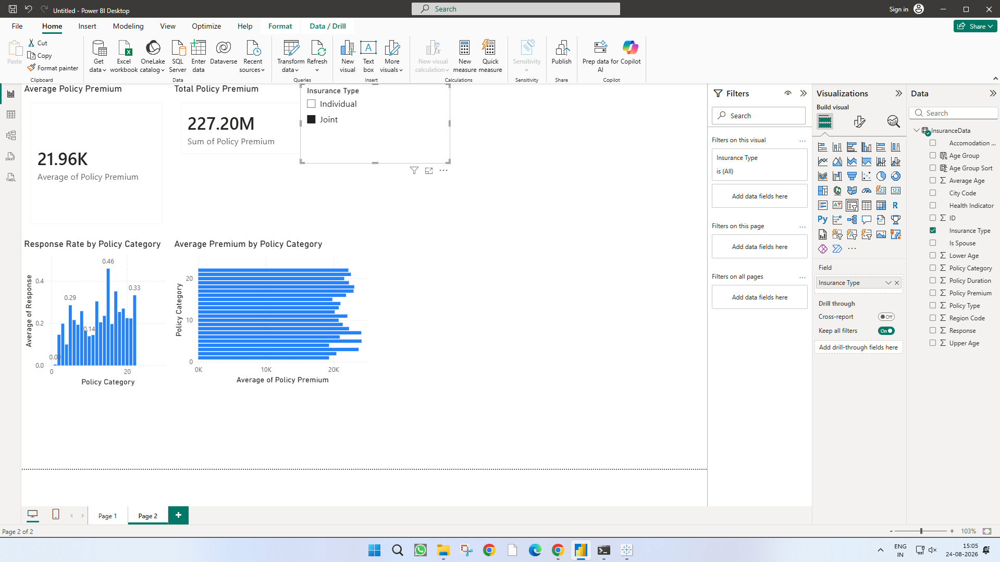 Untitled - Power BI Desktop
Search
Sign in
File
Home
Insert
Modeling
View
Optimize
Help
Format
Data / Drill
Share
Paste
Cut
Copy
Format painter
Clipboard
Get data
Excel workbook
OneLake catalog
SQL Server
Enter data
Dataverse
Recent sources
Data
Transform data
Refresh
Queries
New visual
Text box
More visuals
Insert
New visual calculation
New measure
Quick measure
Calculations
Sensitivity
Sensitivity
Publish
Share
Prep data for AI
Copilot
Copilot
DAX
TMDL
Average Policy Premium
21.96K
Average of Policy Premium
Total Policy Premium
227.20M
Sum of Policy Premium
Insurance Type
Individual
Joint
Response Rate by Policy Category
Average of Response
0.4
0.2
0.0
0.00
0.29
0.14
0.46
0.33
0
20
Policy Category
Average Premium by Policy Category
Policy Category
20
10
0
0K
10K
20K
Average of Policy Premium
Filters
Search
Filters on this visual
...
Insurance Type
is (All)
Add data fields here
Filters on this page
...
Add data fields here
Filters on all pages
...
Add data fields here
Visualizations
Build visual
123
123
R
Py
...
Field
Insurance Type
Drill through
Cross-report
Off
Keep all filters
On
Add drill-through fields here
Data
Search
InsuranceData
Accomodation ...
Age Group
Age Group Sort
Average Age
City Code
Health Indicator
ID
Insurance Type
Is Spouse
Lower Age
Policy Category
Policy Duration
Policy Premium
Policy Type
Region Code
Response
Upper Age
Page 1
Page 2
Page 2 of 2
- + 103%
ENG
IN
15:05
24-08-2026